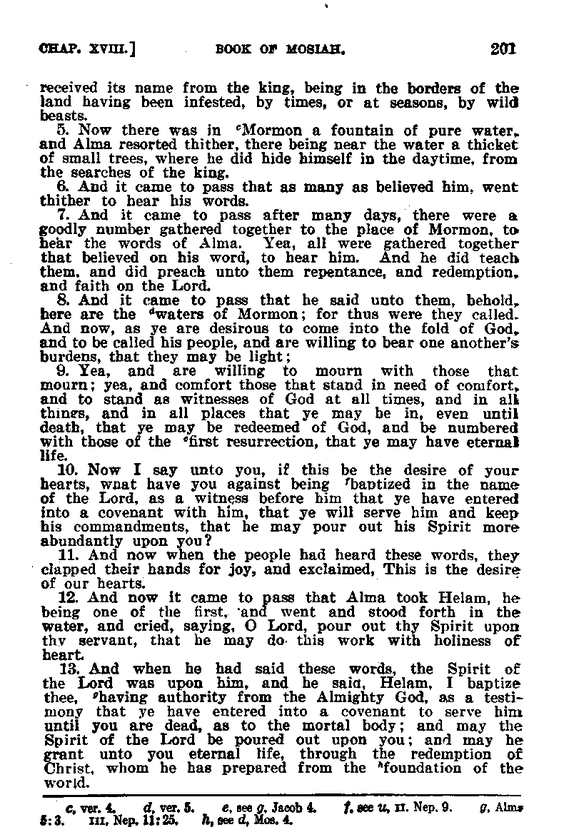 CHAP. XVIII.] BOOK OF MOSIAH. 201
received its name from the king, being in the borders of the
land having been infested, by times, or at seasons, by wild
beasts.
5. Now there was in ᶜMormon a fountain of pure water,
and Alma resorted thither, there being near the water a thicket
of small trees, where he did hide himself in the daytime, from
the searches of the king.
6. And it came to pass that as many as believed him, went
thither to hear his words.
7. And it came to pass after many days, there were a
goodly number gathered together to the place of Mormon, to
hear the words of Alma. Yea, all were gathered together
that believed on his word, to hear him. And he did teach
them, and did preach unto them repentance, and redemption,
and faith on the Lord.
8. And it came to pass that he said unto them, behold,
here are the ᵈwaters of Mormon; for thus were they called.
And now, as ye are desirous to come into the fold of God,
and to be called his people, and are willing to bear one another's
burdens, that they may be light;
9. Yea, and are willing to mourn with those that
mourn; yea, and comfort those that stand in need of comfort,
and to stand as witnesses of God at all times, and in all
things, and in all places that ye may be in, even until
death, that ye may be redeemed of God, and be numbered
with those of the ᵉfirst resurrection, that ye may have eternal
life.
10. Now I say unto you, if this be the desire of your
hearts, what have you against being ᶠbaptized in the name
of the Lord, as a witness before him that ye have entered
into a covenant with him, that ye will serve him and keep
his commandments, that he may pour out his Spirit more
abundantly upon you?
11. And now when the people had heard these words, they
clapped their hands for joy, and exclaimed, This is the desire
of our hearts.
12. And now it came to pass that Alma took Helam, he
being one of the first, and went and stood forth in the
water, and cried, saying, O Lord, pour out thy Spirit upon
thy servant, that he may do this work with holiness of
heart.
13. And when he had said these words, the Spirit of
the Lord was upon him, and he said, Helam, I baptize
thee, ᵍhaving authority from the Almighty God, as a testi-
mony that ye have entered into a covenant to serve him
until you are dead, as to the mortal body; and may the
Spirit of the Lord be poured out upon you; and may he
grant unto you eternal life, through the redemption of
Christ, whom he has prepared from the ʰfoundation of the
world.
c, ver. 4. d, ver. 5. e, see g. Jacob 4. f, see u, II. Nep. 9. g, Alma
5:3. III. Nep. 11:25. h, see d, Mos. 4.